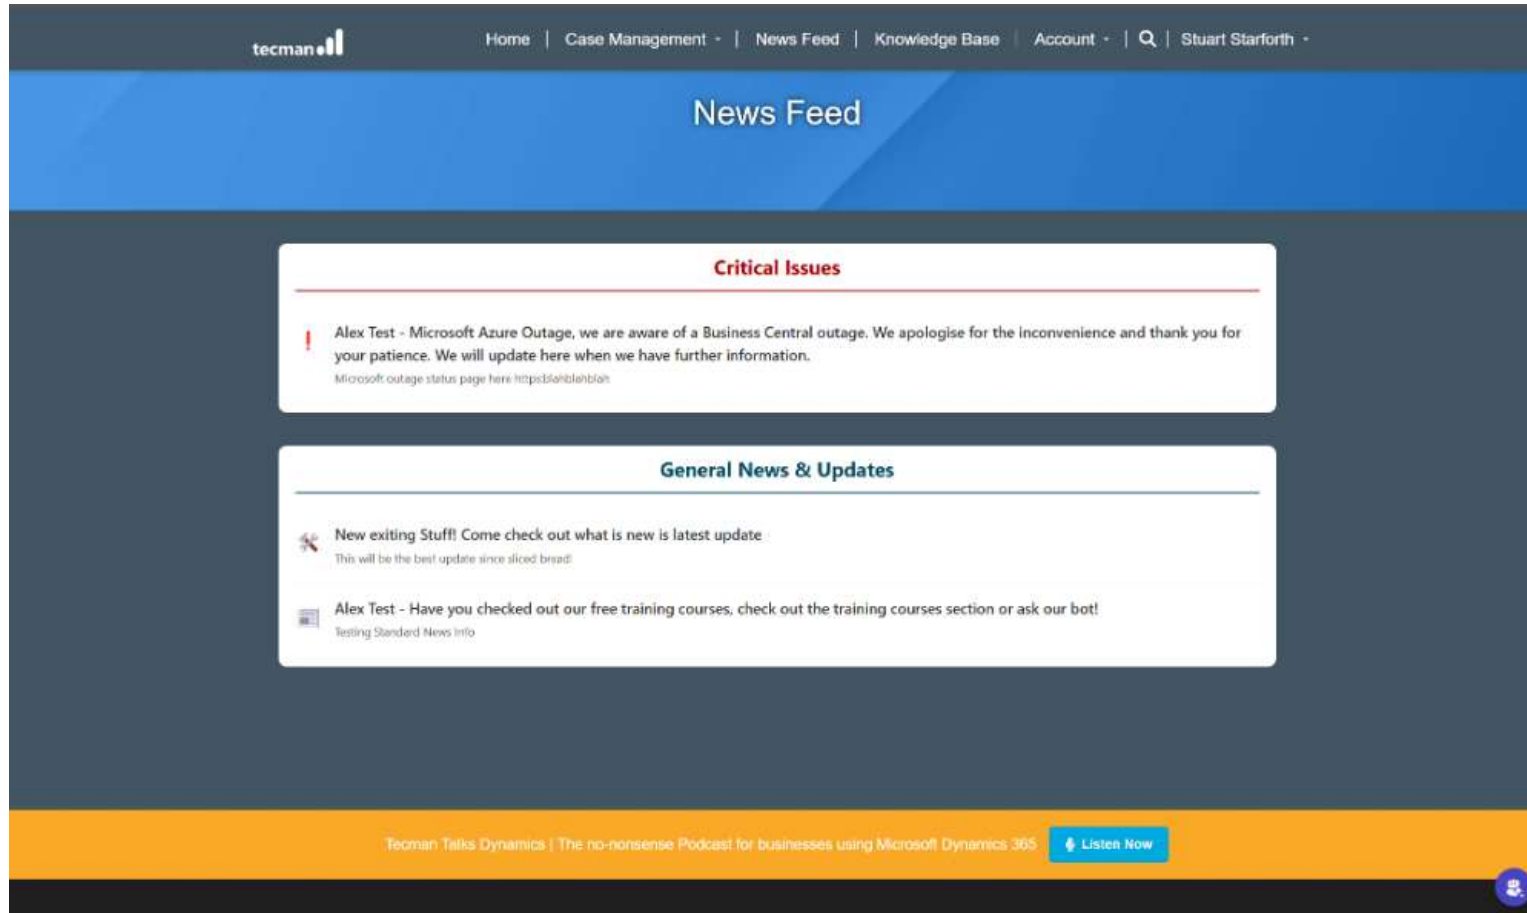 tecman
Home | Case Management | News Feed | Knowledge Base | Account | Stuart Starforth
News Feed
Critical Issues
Alex Test - Microsoft Azure Outage, we are aware of a Business Central outage. We apologise for the inconvenience and thank you for
your patience. We will update here when we have further information.
Microsoft outage status page here https:blahblahblah
General News & Updates
New exiting Stuff! Come check out what is new is latest update
This will be the best update since sliced bread!
Alex Test - Have you checked out our free training courses, check out the training courses section or ask our bot!
Testing Standard News Info
Tecman Talks Dynamics | The no-nonsense Podcast for businesses using Microsoft Dynamics 365
Listen Now